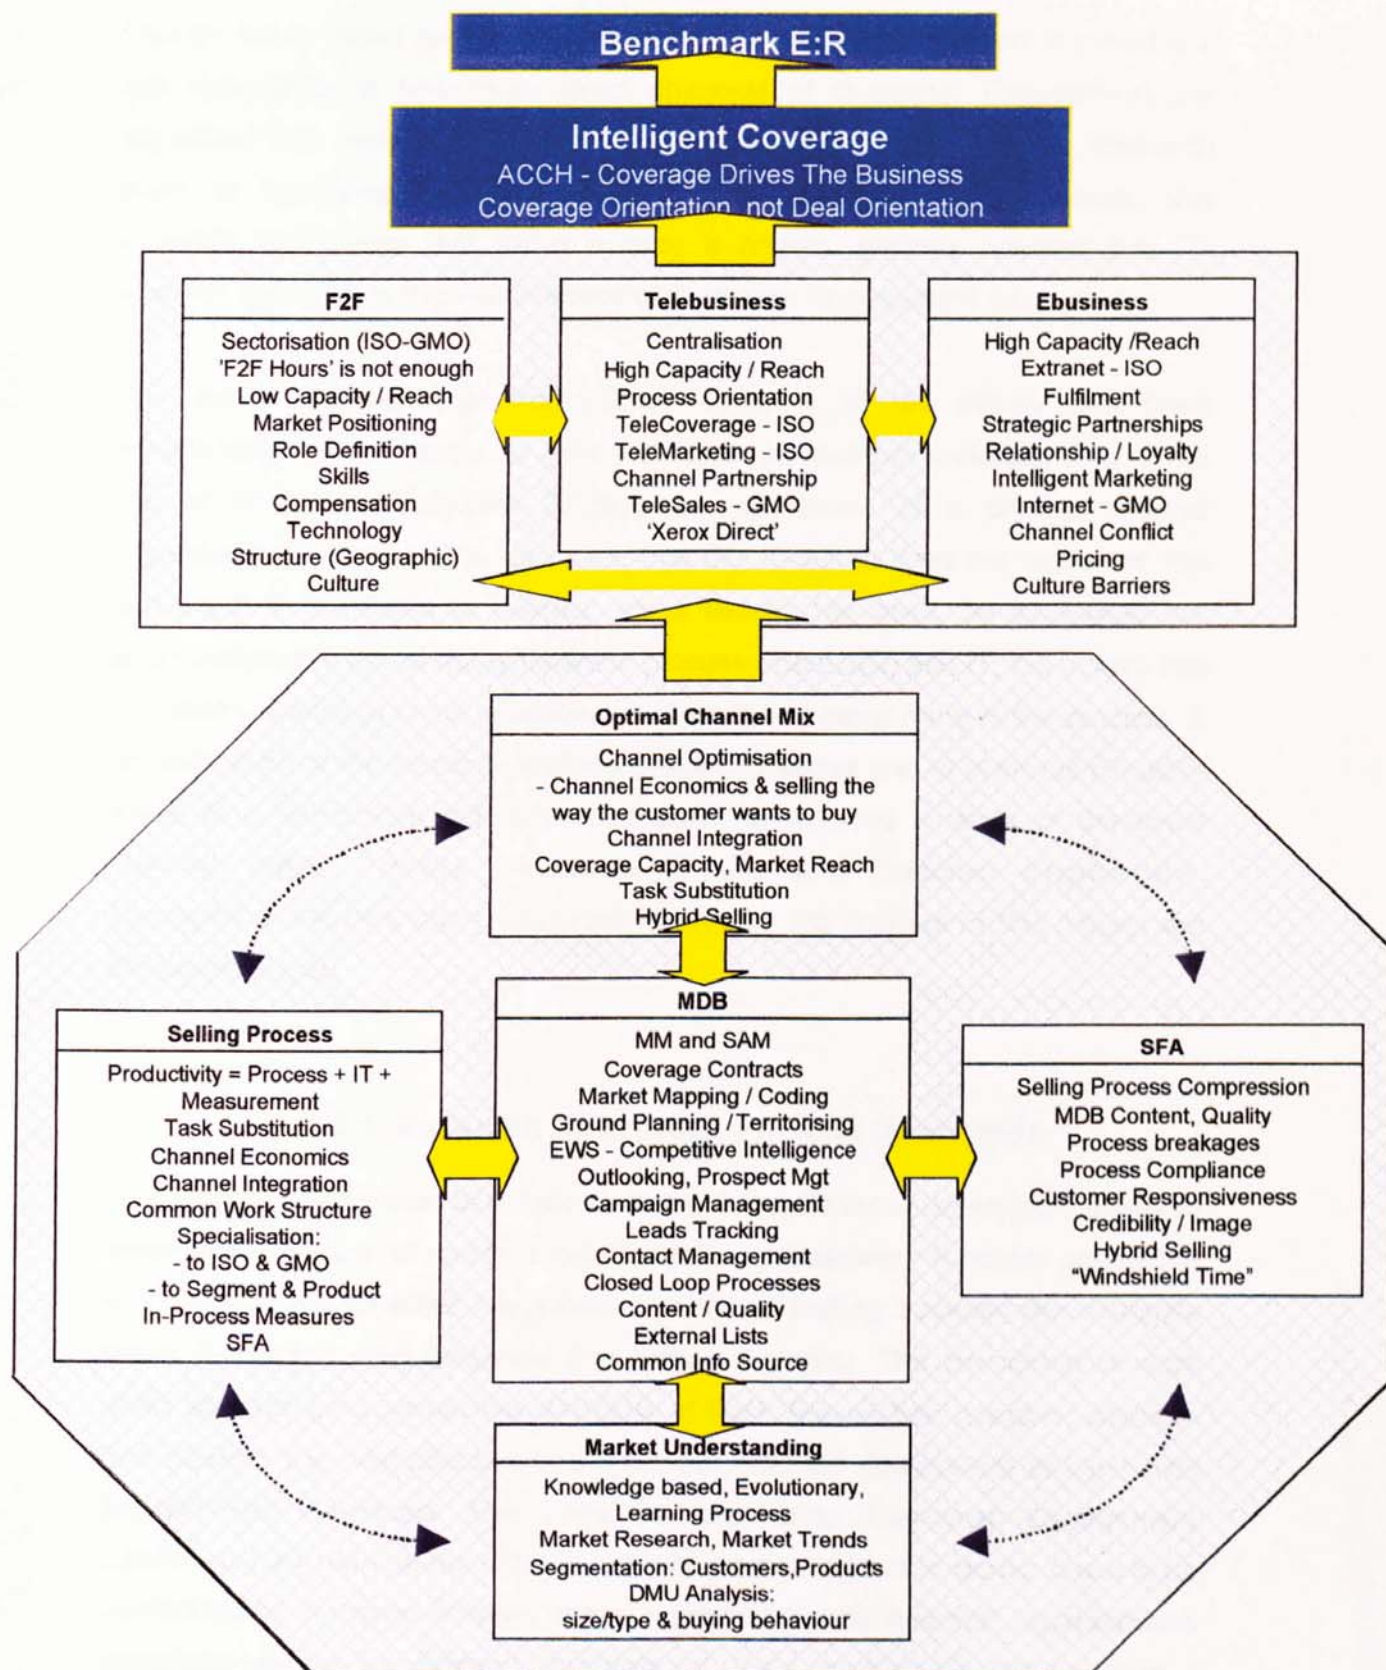 Benchmark E:R
Intelligent Coverage
ACCH - Coverage Drives The Business
Coverage Orientation, not Deal Orientation
F2F
Sectorisation (ISO-GMO)
'F2F Hours' is not enough
Low Capacity / Reach
Market Positioning
Role Definition
Skills
Compensation
Technology
Structure (Geographic)
Culture
Telebusiness
Centralisation
High Capacity / Reach
Process Orientation
TeleCoverage - ISO
TeleMarketing - ISO
Channel Partnership
TeleSales - GMO
‘Xerox Direct’
Ebusiness
High Capacity /Reach
Extranet - ISO
Fulfilment
Strategic Partnerships
Relationship / Loyalty
Intelligent Marketing
Internet - GMO
Channel Conflict
Pricing
Culture Barriers
Optimal Channel Mix
Channel Optimisation
- Channel Economics & selling the
way the customer wants to buy
Channel Integration
Coverage Capacity, Market Reach
Task Substitution
Hybrid Selling
Selling Process
Productivity = Process + IT +
Measurement
Task Substitution
Channel Economics
Channel Integration
Common Work Structure
Specialisation:
- to ISO & GMO
- to Segment & Product
In-Process Measures
SFA
MDB
MM and SAM
Coverage Contracts
Market Mapping / Coding
Ground Planning / Territorising
EWS - Competitive Intelligence
Outlooking, Prospect Mgt
Campaign Management
Leads Tracking
Contact Management
Closed Loop Processes
Content / Quality
External Lists
Common Info Source
SFA
Selling Process Compression
MDB Content, Quality
Process breakages
Process Compliance
Customer Responsiveness
Credibility / Image
Hybrid Selling
“Windshield Time”
Market Understanding
Knowledge based, Evolutionary,
Learning Process
Market Research, Market Trends
Segmentation: Customers,Products
DMU Analysis:
size/type & buying behaviour